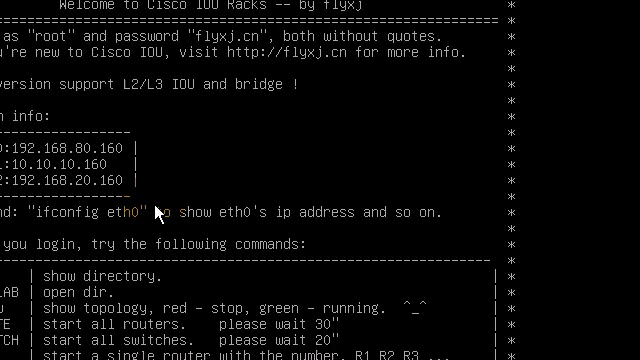 Welcome to Cisco IOU Racks -- by flyxj
==================================================== *
as "root" and password "flyxj.cn", both without quotes. *
u're new to Cisco IOU, visit http://flyxj.cn for more info. *
*
version support L2/L3 IOU and bridge ! *
*
n info: *
----------------- *
0:192.168.80.160 | *
1:10.10.10.160 | *
2:192.168.20.160 | *
----------------- *
nd: "ifconfig eth0" to show eth0's ip address and so on. *
*
you login, try the following commands: *
-------------------------------------------------------------- *
| show directory. | *
LAB | open dir. | *
| show topology, red - stop, green - running. ^_^ | *
TE | start all routers. please wait 30" | *
TCH | start all switches. please wait 20" | *
| start a single router with the number, R1 R2 R3 ... | *